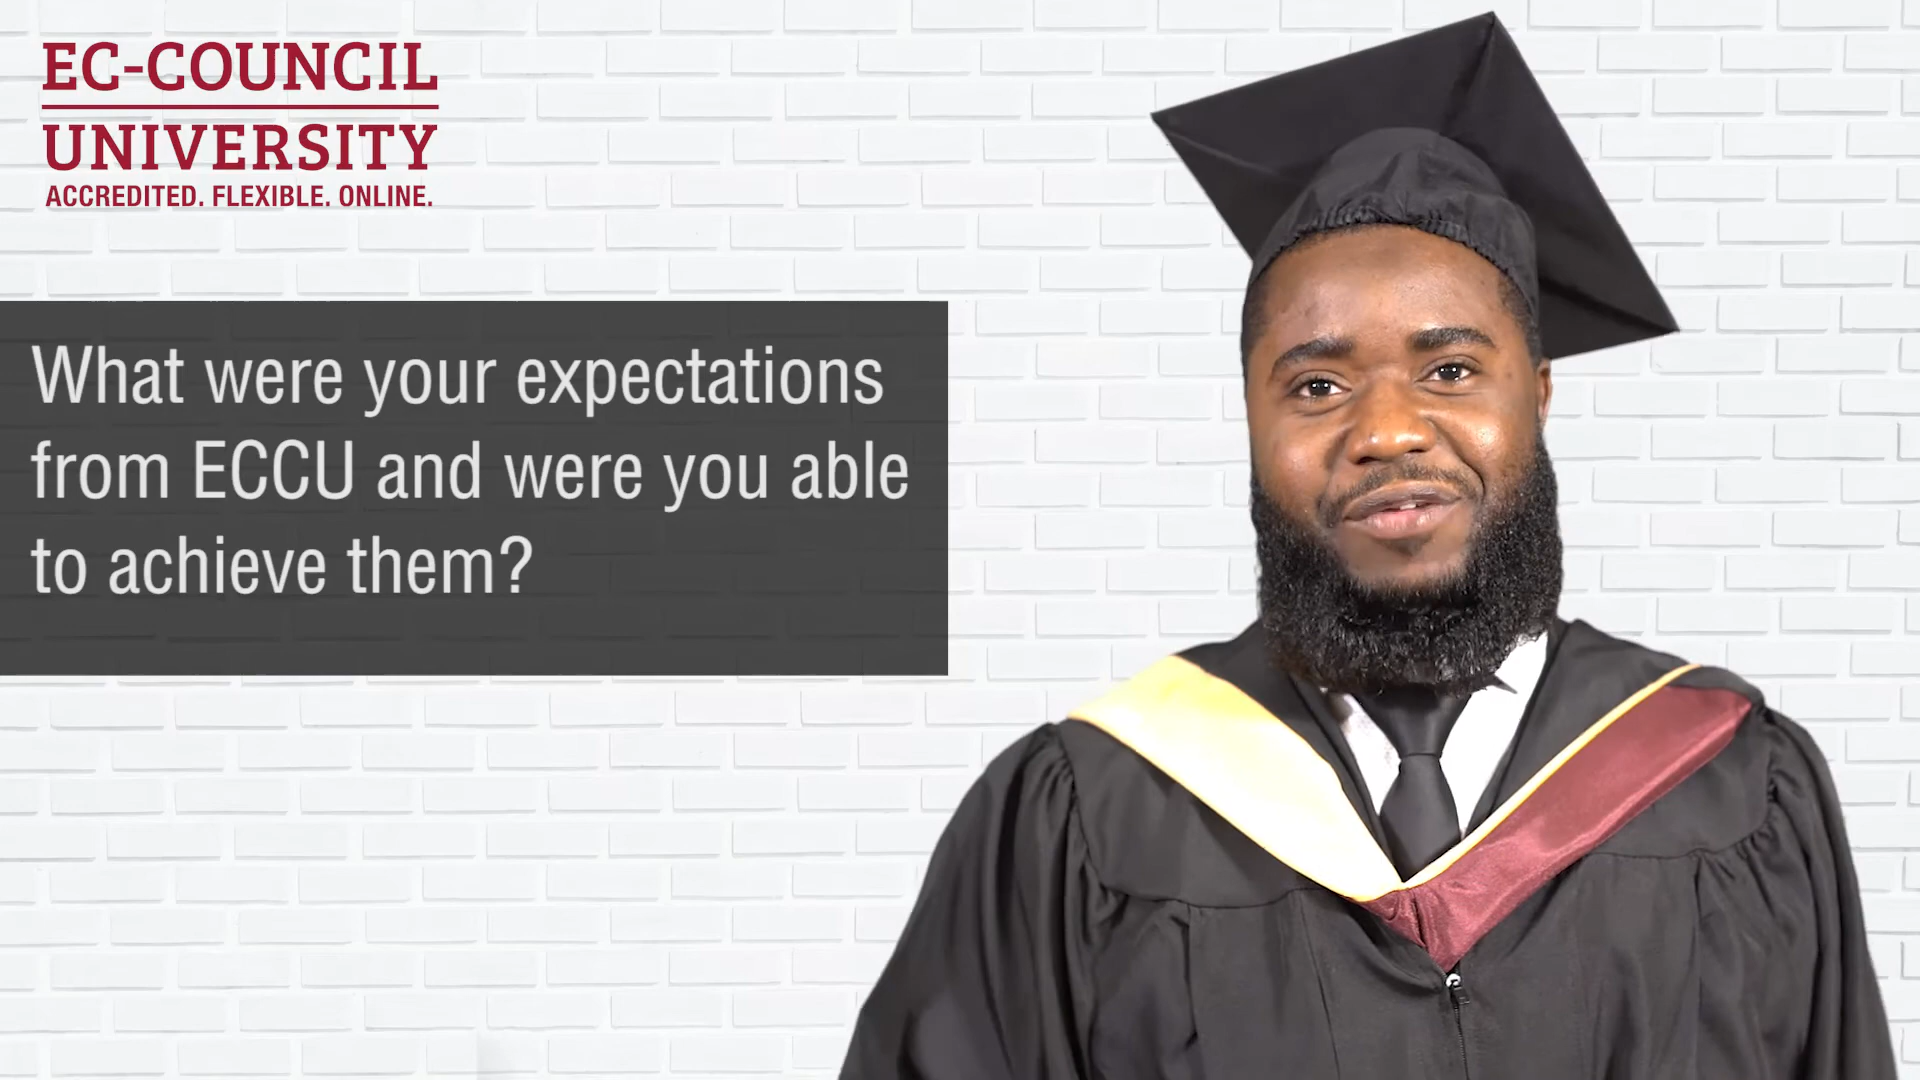 EC-COUNCIL
UNIVERSITY
ACCREDITED. FLEXIBLE. ONLINE.
What were your expectations
from ECCU and were you able
to achieve them?